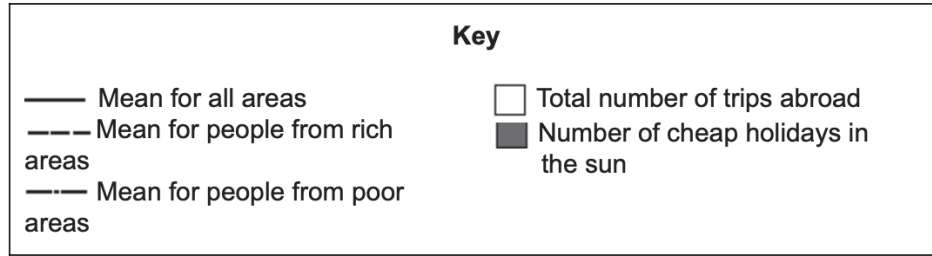 Key
Mean for all areas
Mean for people from rich
areas
Mean for people from poor
areas
Total number of trips abroad
Number of cheap holidays in
the sun